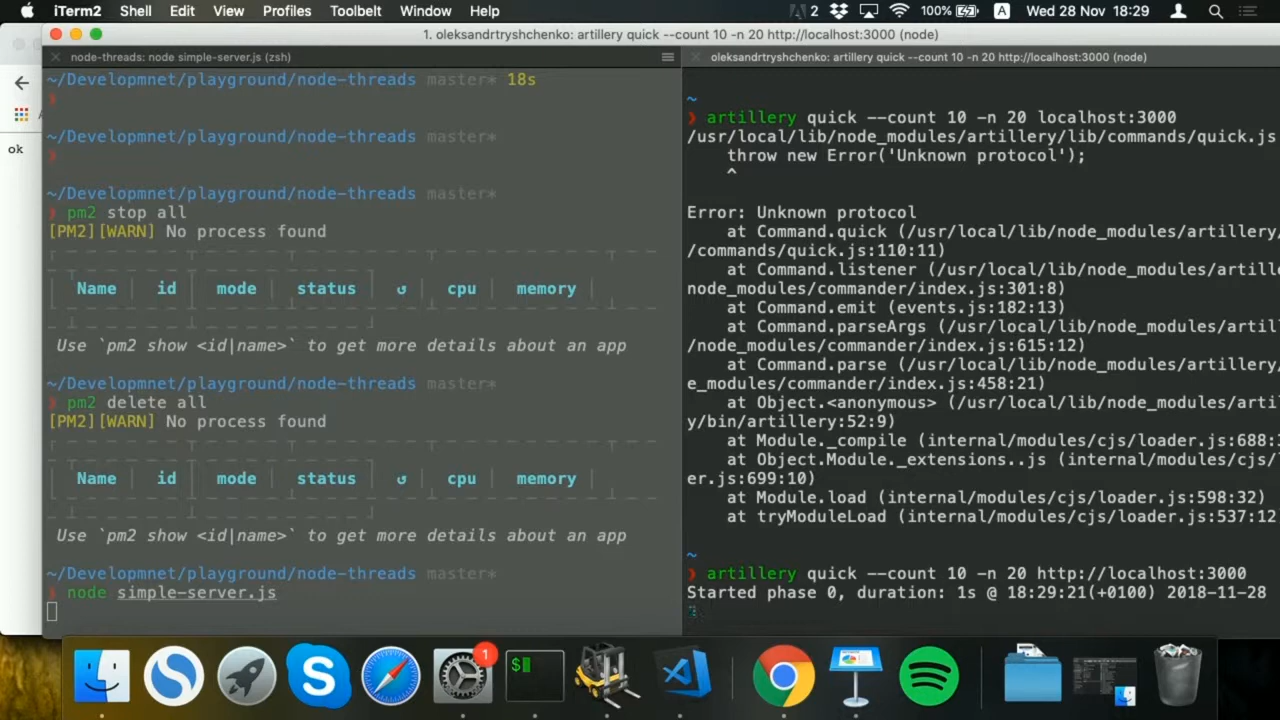 iTerm2 Shell Edit View Profiles Toolbelt Window Help 2 100% A Wed 28 Nov 18:29
1. oleksandrtryshchenko: artillery quick --count 10 -n 20 http://localhost:3000 (node)
node-threads: node simple-server.js (zsh)
~/Developmnet/playground/node-threads master* 18s
❯
~/Developmnet/playground/node-threads master*
❯
~/Developmnet/playground/node-threads master*
❯ pm2 stop all
[PM2][WARN] No process found
Name id mode status ↺ cpu memory
Use `pm2 show <id|name>` to get more details about an app
~/Developmnet/playground/node-threads master*
❯ pm2 delete all
[PM2][WARN] No process found
Name id mode status ↺ cpu memory
Use `pm2 show <id|name>` to get more details about an app
~/Developmnet/playground/node-threads master*
❯ node simple-server.js
oleksandrtryshchenko: artillery quick --count 10 -n 20 http://localhost:3000 (node)
~
❯ artillery quick --count 10 -n 20 localhost:3000
/usr/local/lib/node_modules/artillery/lib/commands/quick.js
throw new Error('Unknown protocol');
^
Error: Unknown protocol
at Command.quick (/usr/local/lib/node_modules/artillery/
/commands/quick.js:110:11)
at Command.listener (/usr/local/lib/node_modules/artille
node_modules/commander/index.js:301:8)
at Command.emit (events.js:182:13)
at Command.parseArgs (/usr/local/lib/node_modules/artil
/node_modules/commander/index.js:615:12)
at Command.parse (/usr/local/lib/node_modules/artillery
e_modules/commander/index.js:458:21)
at Object.<anonymous> (/usr/local/lib/node_modules/arti
y/bin/artillery:52:9)
at Module._compile (internal/modules/cjs/loader.js:688:
at Object.Module._extensions..js (internal/modules/cjs/l
er.js:699:10)
at Module.load (internal/modules/cjs/loader.js:598:32)
at tryModuleLoad (internal/modules/cjs/loader.js:537:12
~
❯ artillery quick --count 10 -n 20 http://localhost:3000
Started phase 0, duration: 1s @ 18:29:21(+0100) 2018-11-28
ok
1
$